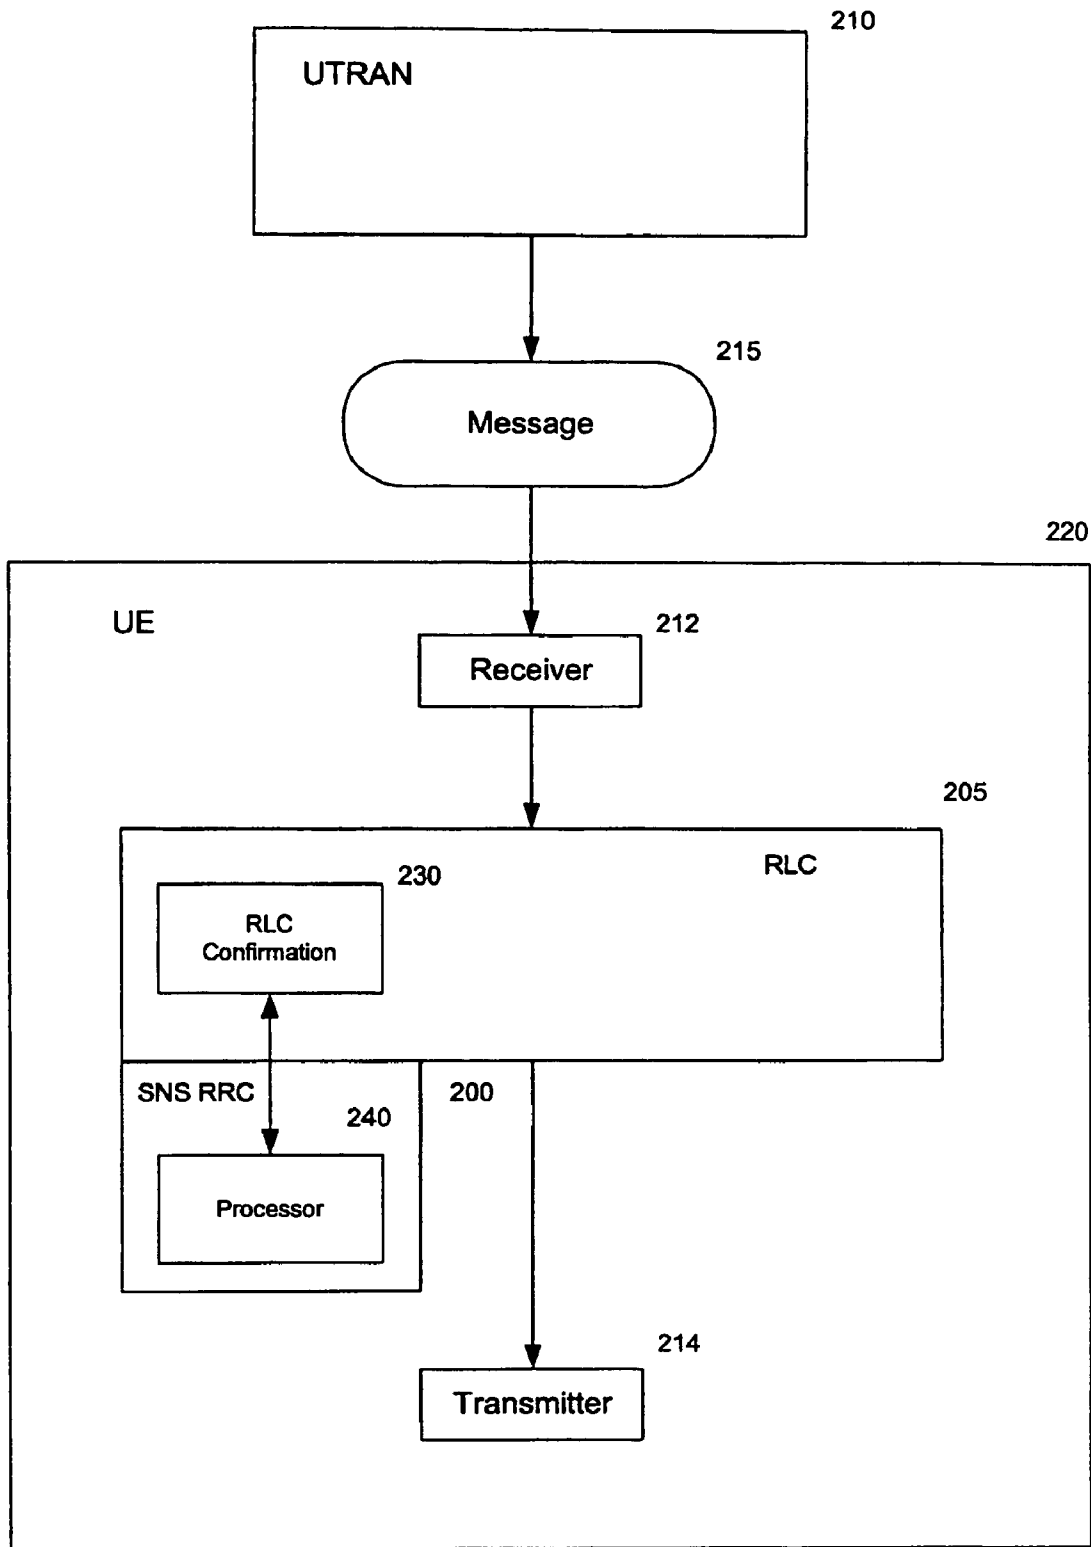 210
UTRAN
215
Message
220
UE
212
Receiver
205
RLC
230
RLC
Confirmation
SNS RRC
200
240
Processor
214
Transmitter